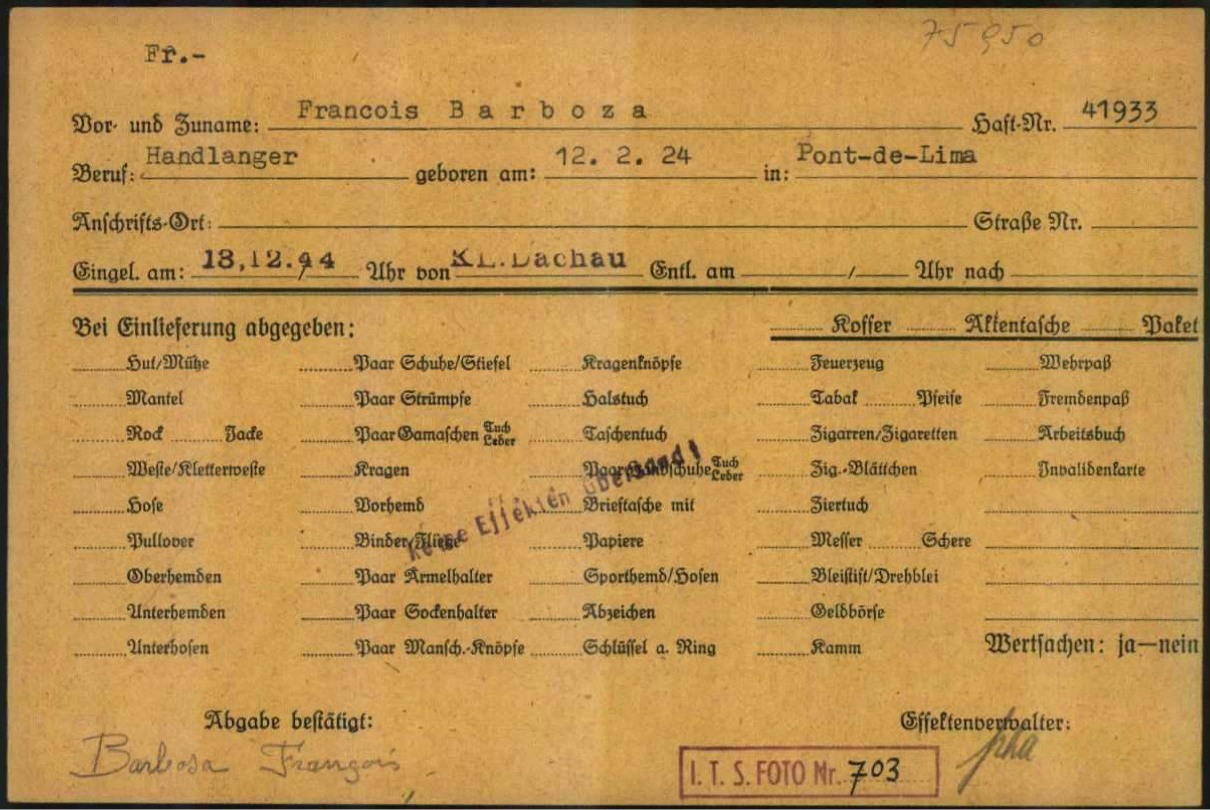 Fr.- 75950
Vor- und Zuname: Francois Barboza Haft-Nr. 41933
Beruf: Handlanger geboren am: 12. 2. 24 in: Pont-de-Lima
Anschrifts-Ort: Straße Nr.
Eingel. am: 13.12.44 Uhr von KL.Dachau Entl. am / Uhr nach
Bei Einlieferung abgegeben: Koffer Aktentasche Paket
Hut/Mütze Paar Schuhe/Stiefel Kragenknöpfe Feuerzeug Wehrpaß
Mantel Paar Strümpfe Halstuch Tabak Pfeife Fremdenpaß
Rock Jacke Paar Gamaschen Tuch Leder Taschentuch Zigarren/Zigaretten Arbeitsbuch
Weste/Kletterweste Kragen Paar Handschuhe Tuch Leder Zig.-Blättchen Invalidenkarte
Hose Vorhemd Brieftasche mit Ziertuch
Pullover Binder/Fliege Papiere Messer Schere
Oberhemden Paar Ärmelhalter Sporthemd/Hosen Bleistift/Drehblei
Unterhemden Paar Sockenhalter Abzeichen Geldbörse
Unterhosen Paar Mansch.-Knöpfe Schlüssel a. Ring Kamm Wertsachen: ja—nein
Keine Effekten übersandt
Abgabe bestätigt: Effektenverwalter:
Barbosa François
I. T. S. FOTO Nr. 703